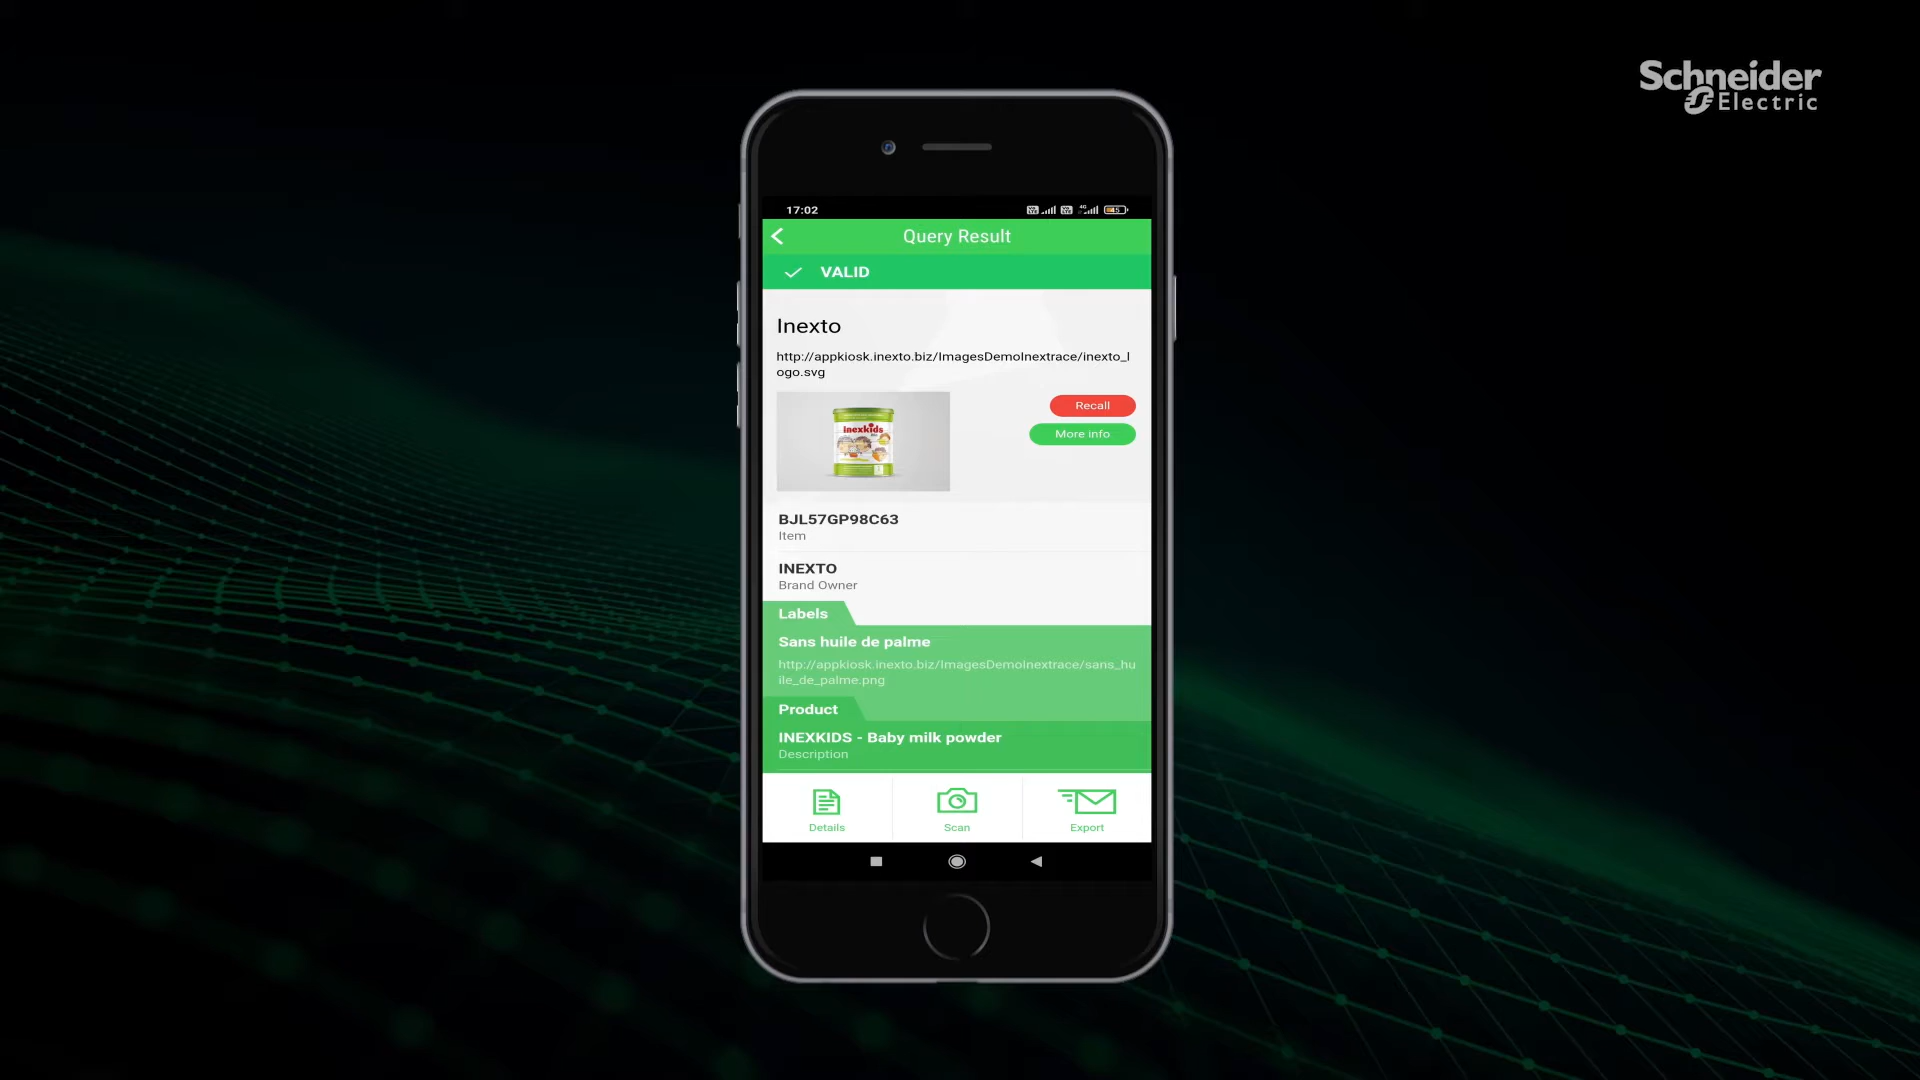 Schneider
Electric
17:02
Query Result
VALID
Inexto
http://appkiosk.inexto.biz/ImagesDemoInextrace/inexto_l
ogo.svg
inexkids
Recall
More info
BJL57GP98C63
Item
INEXTO
Brand Owner
Labels
Sans huile de palme
http://appkiosk.inexto.biz/ImagesDemoInextrace/sans_hu
ile_de_palme.png
Product
INEXKIDS - Baby milk powder
Description
Details
Scan
Export